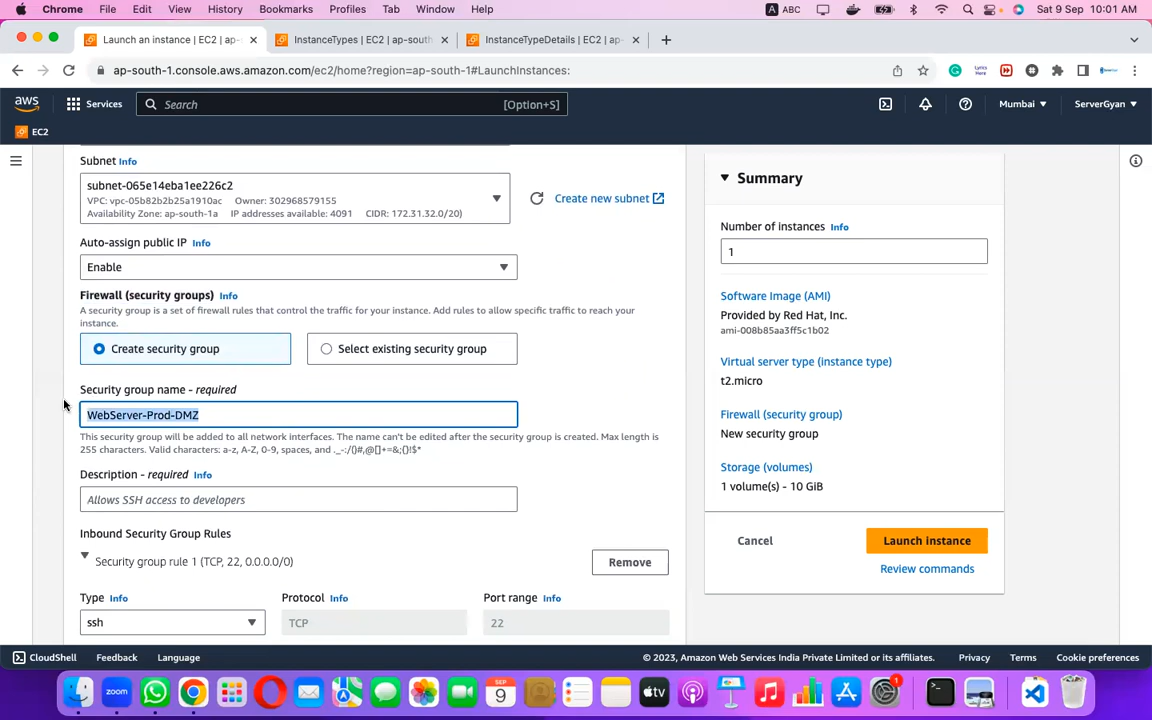 Chrome File Edit View History Bookmarks Profiles Tab Window Help A ABC Sat 9 Sep 10:01 AM
Launch an instance | EC2 | ap- InstanceTypes | EC2 | ap-south InstanceTypeDetails | EC2 | ap-
ap-south-1.console.aws.amazon.com/ec2/home?region=ap-south-1#LaunchInstances:
aws Services Search [Option+S] Mumbai ServerGyan
EC2
Subnet Info
subnet-065e14eba1ee226c2
VPC: vpc-05b82b2b25a1910ac Owner: 302968579155
Availability Zone: ap-south-1a IP addresses available: 4091 CIDR: 172.31.32.0/20)
Create new subnet
Auto-assign public IP Info
Enable
Firewall (security groups) Info
A security group is a set of firewall rules that control the traffic for your instance. Add rules to allow specific traffic to reach your
instance.
Create security group
Select existing security group
Security group name - required
WebServer-Prod-DMZ
This security group will be added to all network interfaces. The name can't be edited after the security group is created. Max length is
255 characters. Valid characters: a-z, A-Z, 0-9, spaces, and ._-:/()#,@[]+=&;{}!$*
Description - required Info
Allows SSH access to developers
Inbound Security Group Rules
Security group rule 1 (TCP, 22, 0.0.0.0/0)
Remove
Type Info Protocol Info Port range Info
ssh TCP 22
Summary
Number of instances Info
1
Software Image (AMI)
Provided by Red Hat, Inc.
ami-008b85aa3ff5c1b02
Virtual server type (instance type)
t2.micro
Firewall (security group)
New security group
Storage (volumes)
1 volume(s) - 10 GiB
Cancel
Launch instance
Review commands
CloudShell Feedback Language © 2023, Amazon Web Services India Private Limited or its affiliates. Privacy Terms Cookie preferences
zoom SEP 9 tv 1